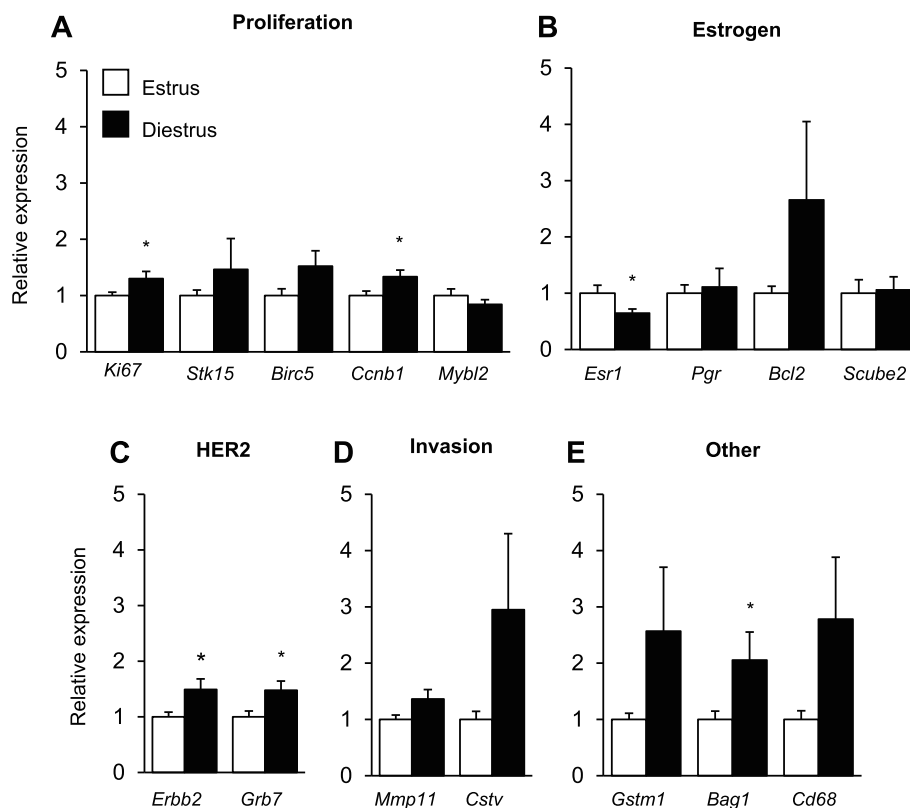 A Proliferation
Estrus
Diestrus
Relative expression
5
4
3
2
1
0
Ki67 Stk15 Birc5 Ccnb1 Mybl2
* *
B Estrogen
5
4
3
2
1
0
*
Esr1 Pgr Bcl2 Scube2
C HER2
Relative expression
5
4
3
2
1
0
* *
Erbb2 Grb7
D Invasion
5
4
3
2
1
0
Mmp11 Cstv
E Other
5
4
3
2
1
0
*
Gstm1 Bag1 Cd68